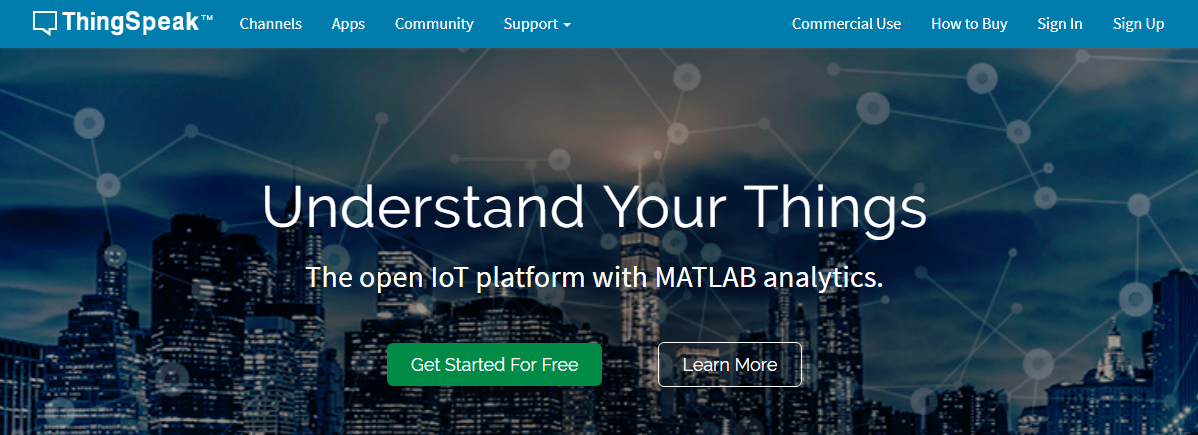 ThingSpeak™ Channels Apps Community Support Commercial Use How to Buy Sign In Sign Up
Understand Your Things
The open IoT platform with MATLAB analytics.
Get Started For Free Learn More